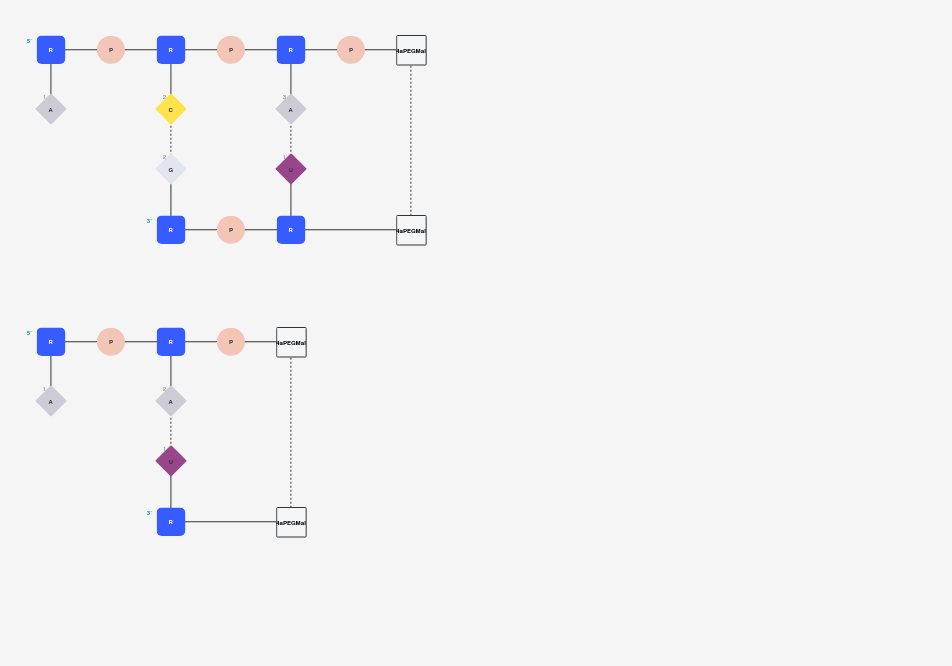 5' R P R P R P 4aPEGMal
1 A 2 C 3 A
2 G 1 U
3' R P R 4aPEGMal
5' R P R P 4aPEGMal
1 A 2 A
1 U
3' R 4aPEGMal